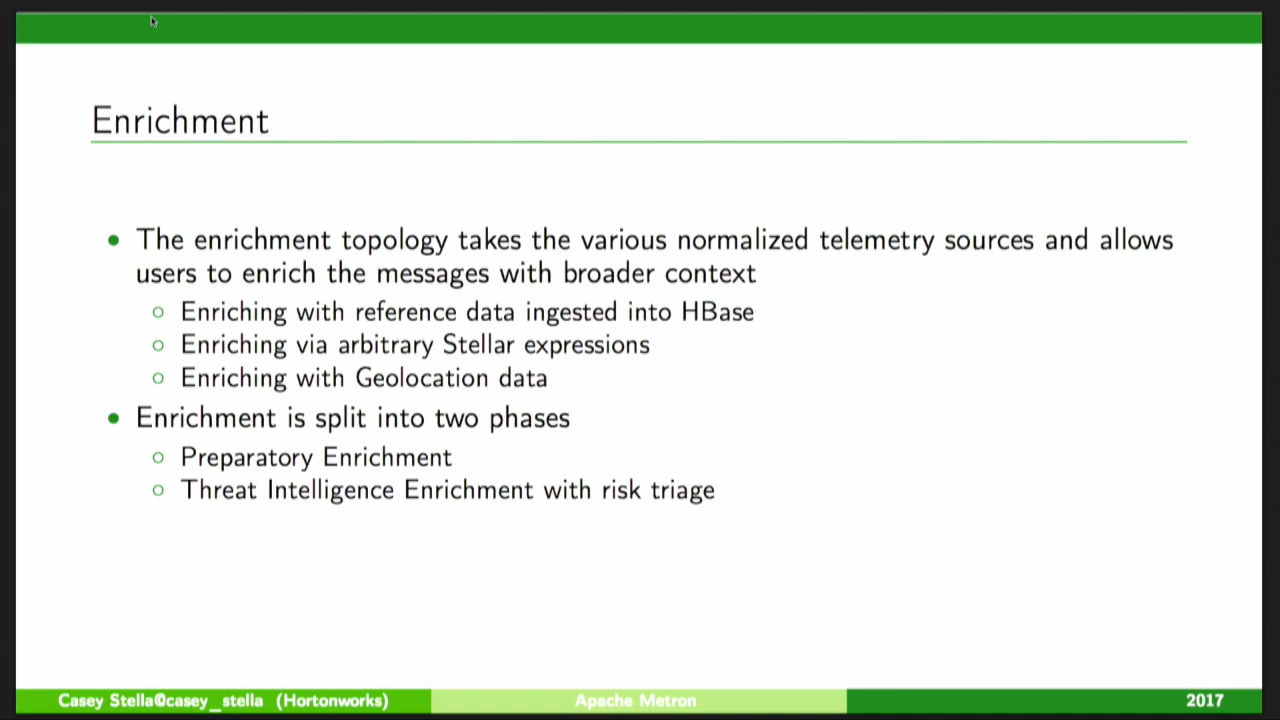 Enrichment
• The enrichment topology takes the various normalized telemetry sources and allows
users to enrich the messages with broader context
○ Enriching with reference data ingested into HBase
○ Enriching via arbitrary Stellar expressions
○ Enriching with Geolocation data
• Enrichment is split into two phases
○ Preparatory Enrichment
○ Threat Intelligence Enrichment with risk triage
Casey Stella@casey_stella (Hortonworks) Apache Metron 2017